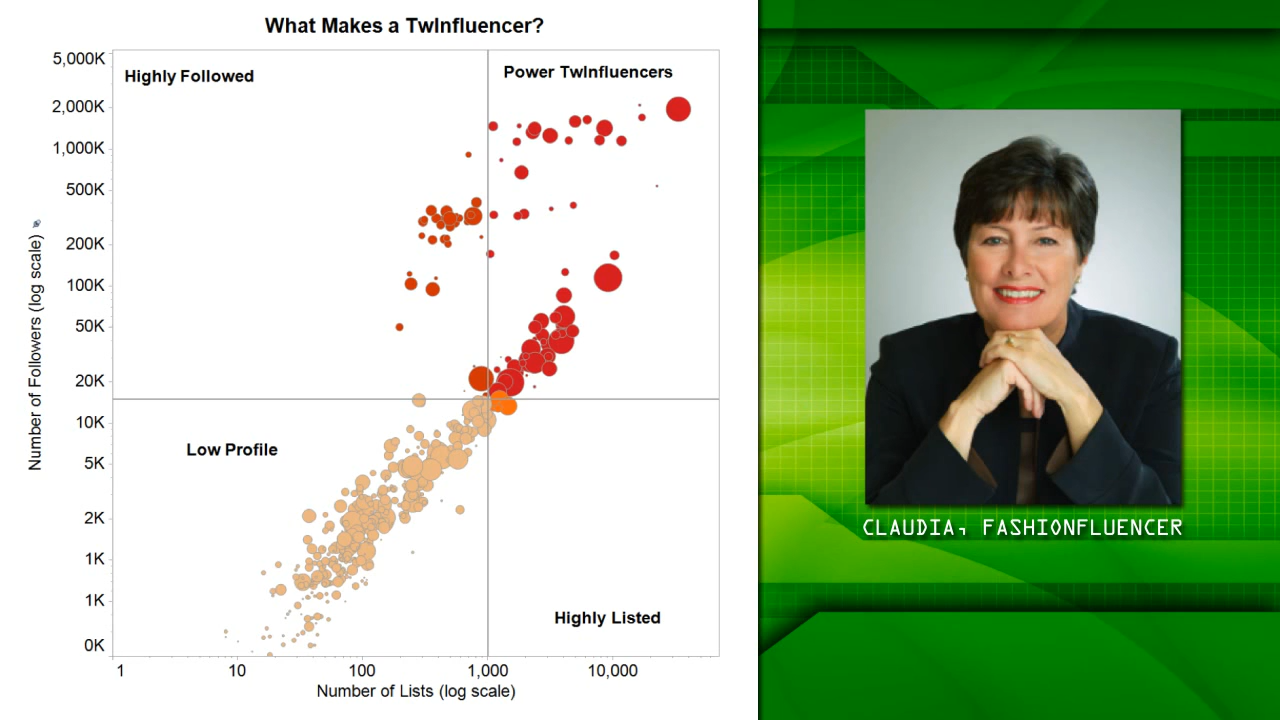 What Makes a TwInfluencer?
Highly Followed
Power TwInfluencers
Low Profile
Highly Listed
Number of Followers (log scale)
5,000K
2,000K
1,000K
500K
200K
100K
50K
20K
10K
5K
2K
1K
1K
0K
1
10
100
1,000
10,000
Number of Lists (log scale)
CLAUDIA, FASHIONFLUENCER